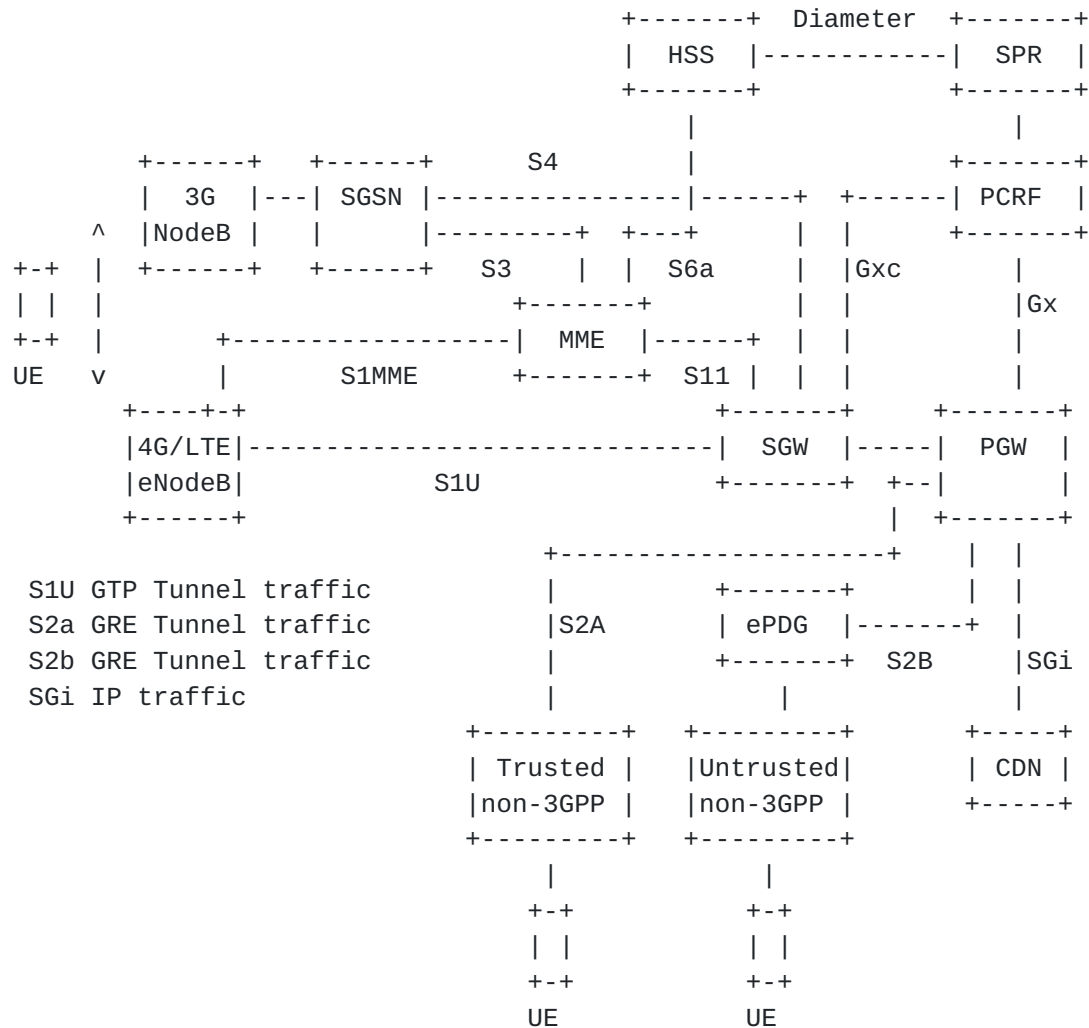 Diameter
HSS SPR
S4
3G SGSN PCRF
NodeB
S3 S6a Gxc
Gx
MME
UE S1MME S11
4G/LTE SGW PGW
eNodeB S1U
S1U GTP Tunnel traffic
S2a GRE Tunnel traffic S2A ePDG
S2b GRE Tunnel traffic S2B SGi
SGi IP traffic
Trusted Untrusted CDN
non-3GPP non-3GPP
UE UE